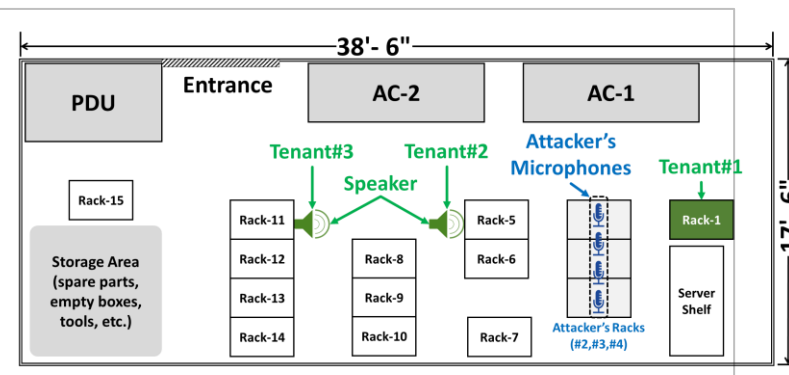 38'- 6"
PDU
Entrance
AC-2
AC-1
Tenant#3
Tenant#2
Attacker's
Microphones
Tenant#1
Speaker
Rack-15
Rack-11
Rack-5
Rack-1
17'- 6"
Storage Area
(spare parts,
empty boxes,
tools, etc.)
Rack-12
Rack-8
Rack-6
Rack-13
Rack-9
Server
Shelf
Rack-14
Rack-10
Rack-7
Attacker's Racks
(#2,#3,#4)